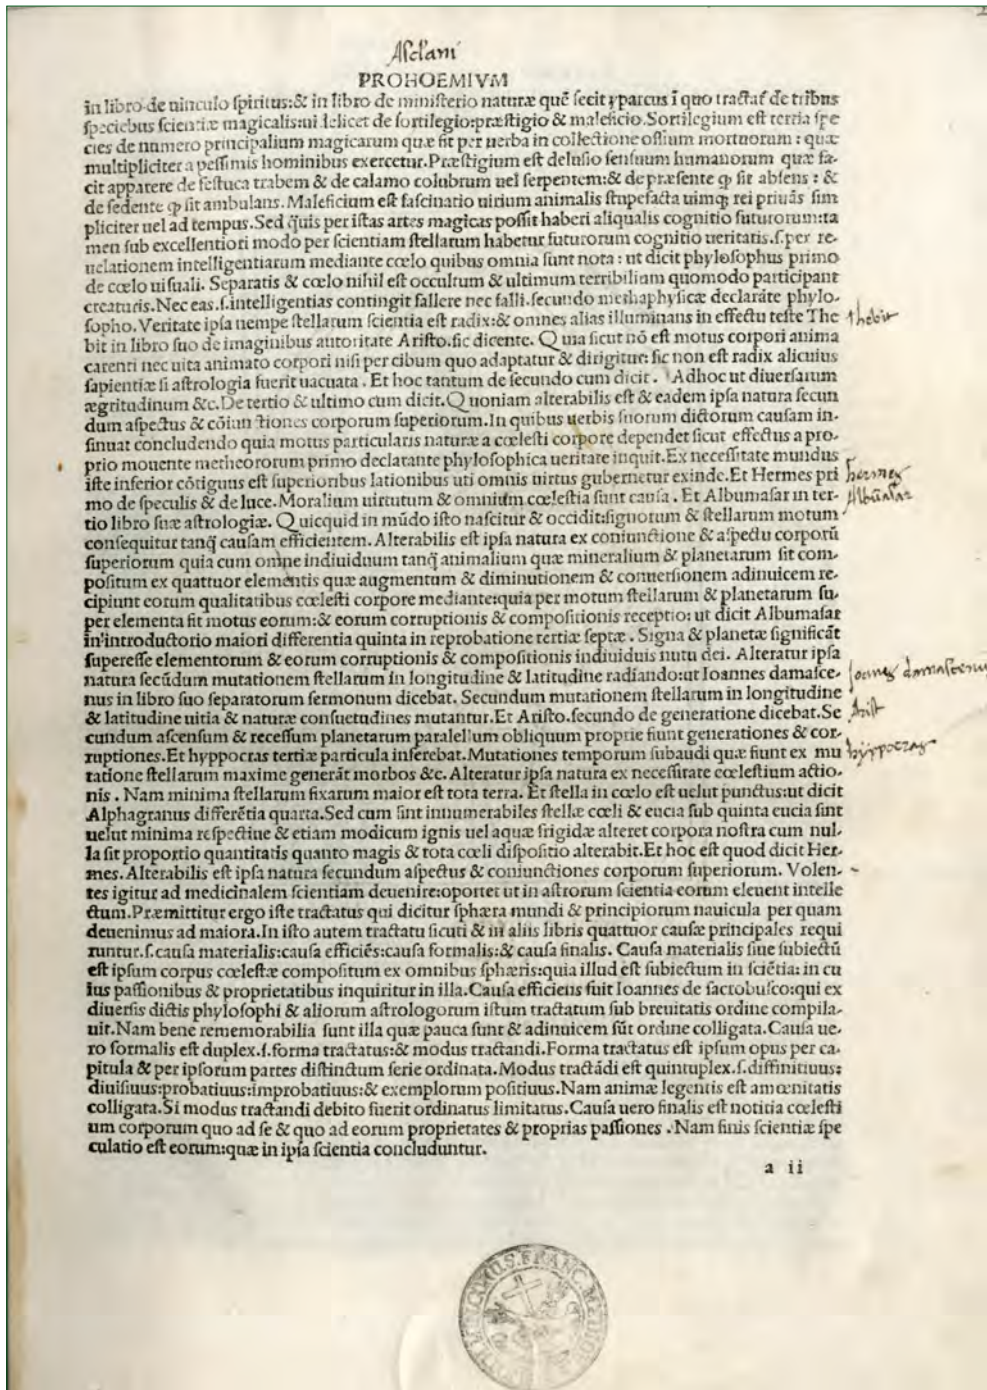 Asclani
PROHOEMIVM
in libro de uinculo ſpiritus:& in libro de miniſterio naturæ quē fecit yparcus ī quo tractat᷑ de tribus
ſpeciebus ſcientiæ magicalis:uidelicet de ſortilegio:præſtigio & maleficio.Sortilegium eſt tertia ſpe
cies de numero principalium magicarum quæ fit per uerba in collectione oſſium mortuorum : quæ
multipliciter a peſſimis hominibus exercetur.Præſtigium eſt deluſio ſenſuum humanorum quæ fa-
cit apparere de feſtuca trabem & de calamo colubrum uel ſerpentem:& de præſente ꝙ ſit abſens : &
de ſedente ꝙ ſit ambulans.Maleficium eſt faſcinatio uirium animalis ſtupefacta uimqꝫ rei priuās ſim
pliciter uel ad tempus.Sed q̄uis per iſtas artes magicas poſſit haberi aliqualis cognitio futurorum:ta
men ſub excellentiori modo per ſcientiam ſtellarum habetur futurorum cognitio ueritatis.ſ.per re-
uelationem intelligentiarum mediante cœlo quibus omnia ſunt nota : ut dicit phyloſophus primo
de cœlo uiſuali. Separatis & cœlo nihil eſt occultum & ultimum terribilium quomodo participant
creaturis.Nec eas.ſ.intelligentias contingit fallere nec falli.ſecundo methaphyſicæ declarāte phylo-
ſopho.Veritate ipſa nempe ſtellarum ſcientia eſt radix:& omnes alias illuminans in effectu teſte The thebit
bit in libro ſuo de imaginibus autoritate Ariſto.ſic dicente. Quia ſicut nō eſt motus corpori anima
carenti nec uita animato corpori niſi per cibum quo adaptatur & dirigitur: ſic non eſt radix alicuius
ſapientiæ ſi aſtrologia fuerit uacuata . Et hoc tantum de ſecundo cum dicit . Adhoc ut diuerſarum
ægritudinum &c.De tertio & ultimo cum dicit.Quoniam alterabilis eſt & eadem ipſa natura ſecun
dum aſpectus & cōiunctiones corporum ſuperiorum.In quibus uerbis ſuorum dictorum cauſam in-
ſinuat concludendo quia motus particularis naturæ a cœleſti corpore dependet ſicut effectus a pro-
prio mouente metheororum primo declarante phyloſophica ueritate inquit.Ex neceſſitate mundus
iſte inferior cōtiguus eſt ſuperioribus lationibus uti omnis uirtus gubernetur exinde.Et Hermes pri hermes
mo de ſpeculis & de luce.Moralium uirtutum & omnium cœleſtia ſunt cauſa . Et Albumaſar in ter- Albūaſar
tio libro ſuæ aſtrologiæ. Quicquid in mūdo iſto naſcitur & occidit:ſignorum & ſtellarum motum
conſequitur tanq̄ cauſam efficientem.Alterabilis eſt ipſa natura ex coniunctione & aſpectu corporū
ſuperiorum quia cum omne indiuiduum tanq̄ animalium quæ mineralium & planetarum ſit com-
poſitum ex quattuor elementis quæ augmentum & diminutionem & conuerſionem adinuicem re-
cipiunt eorum qualitatibus cœleſti corpore mediante:quia per motum ſtellarum & planetarum ſu-
per elementa fit motus eorum:& eorum corruptionis & compoſitionis receptio: ut dicit Albumaſar
in introductorio maiori differentia quinta in reprobatione tertiæ ſeptæ . Signa & planetæ ſignificāt
ſupereſſe elementorum & eorum corruptionis & compoſitionis indiuiduis nutu dei. Alteratur ipſa
natura ſecūdum mutationem ſtellarum in longitudine & latitudine radiando:ut Ioannes damaſce- Joanes damaſcenus
nus in libro ſuo ſeparatorum ſermonum dicebat. Secundum mutationem ſtellarum in longitudine
& latitudine uitia & naturæ conſuetudines mutantur.Et Ariſto.ſecundo de generatione dicebat.Se Ariſt
cundum aſcenſum & receſſum planetarum paralellum obliquum proprie fiunt generationes & cor-
ruptiones.Et hyppocras tertiæ particula inferebat.Mutationes temporum ſubaudi quæ fiunt ex mu hyppocras
tatione ſtellarum maxime generāt morbos &c. Alteratur ipſa natura ex neceſſitate cœleſtium actio-
nis . Nam minima ſtellarum fixarum maior eſt tota terra. Et ſtella in cœlo eſt uelut punctus:ut dicit
Alphagranus differētia quarta.Sed cum ſint innumerabiles ſtellæ cœli & eucia ſub quinta eucia ſint
uelut minima reſpectiue & etiam modicum ignis uel aquæ frigidæ alteret corpora noſtra cum nul-
la ſit proportio quantitatis quanto magis & tota cœli diſpoſitio alterabit.Et hoc eſt quod dicit Her-
mes. Alterabilis eſt ipſa natura ſecundum aſpectus & coniunctiones corporum ſuperiorum. Volen-
tes igitur ad medicinalem ſcientiam deuenire:oportet ut in aſtrorum ſcientia eorum eleuent intelle
ctum.Præmittitur ergo iſte tractatus qui dicitur ſphæra mundi & principiorum nauicula per quam
deuenimus ad maiora.In iſto autem tractatu ſicuti & in aliis libris quattuor cauſæ principales requi
runtur.ſ.cauſa materialis:cauſa efficiēs:cauſa formalis:& cauſa finalis. Cauſa materialis ſiue ſubiectū
eſt ipſum corpus cœleſtæ compoſitum ex omnibus ſphæris:quia illud eſt ſubiectum in ſciētia: in cu
ius paſſionibus & proprietatibus inquiritur in illa.Cauſa efficiens fuit Ioannes de ſacrobuſco:qui ex
diuerſis dictis phyloſophi & aliorum aſtrologorum iſtum tractatum ſub breuitatis ordine compila-
uit.Nam bene rememorabilia ſunt illa quæ pauca ſunt & adinuicem ſūt ordine colligata.Cauſa ue-
ro formalis eſt duplex.ſ.forma tractatus:& modus tractandi.Forma tractatus eſt ipſum opus per ca-
pitula & per ipſorum partes diſtinctum ſerie ordinata.Modus tractādi eſt quintuplex.ſ.diffinitiuus:
diuiſiuus:probatiuus:improbatiuus:& exemplorum poſitiuus.Nam animæ legentis eſt amœnitatis
colligata.Si modus tractandi debito fuerit ordinatus limitatus.Cauſa uero finalis eſt notitia cœleſti
um corporum quo ad ſe & quo ad eorum proprietates & proprias paſſiones . Nam finis ſcientiæ ſpe
culatio eſt eorum:quæ in ipſa ſcientia concluduntur.
a ii
S. FRANC.